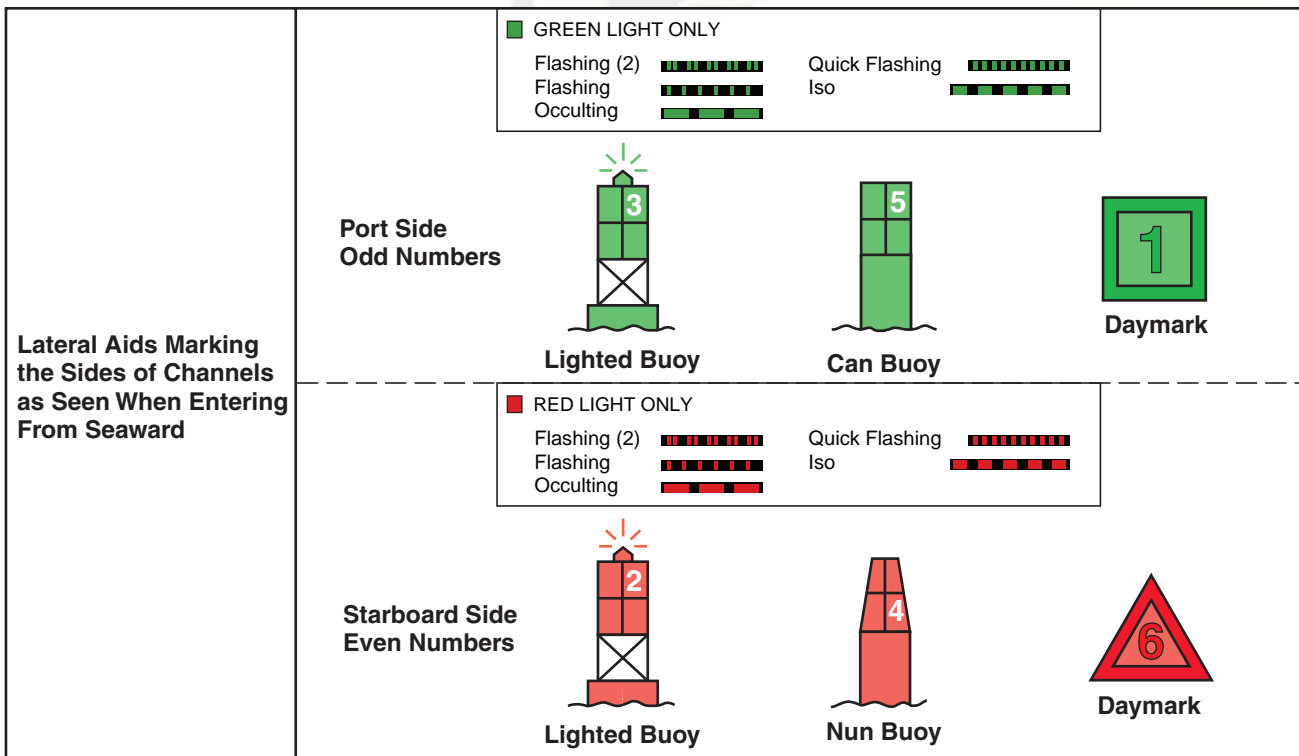 GREEN LIGHT ONLY
Flashing (2)
Quick Flashing
Flashing
Iso
Occulting
3
5
1
Port Side
Odd Numbers
Lighted Buoy
Can Buoy
Daymark
Lateral Aids Marking
the Sides of Channels
as Seen When Entering
From Seaward
RED LIGHT ONLY
Flashing (2)
Quick Flashing
Flashing
Iso
Occulting
2
4
6
Starboard Side
Even Numbers
Lighted Buoy
Nun Buoy
Daymark